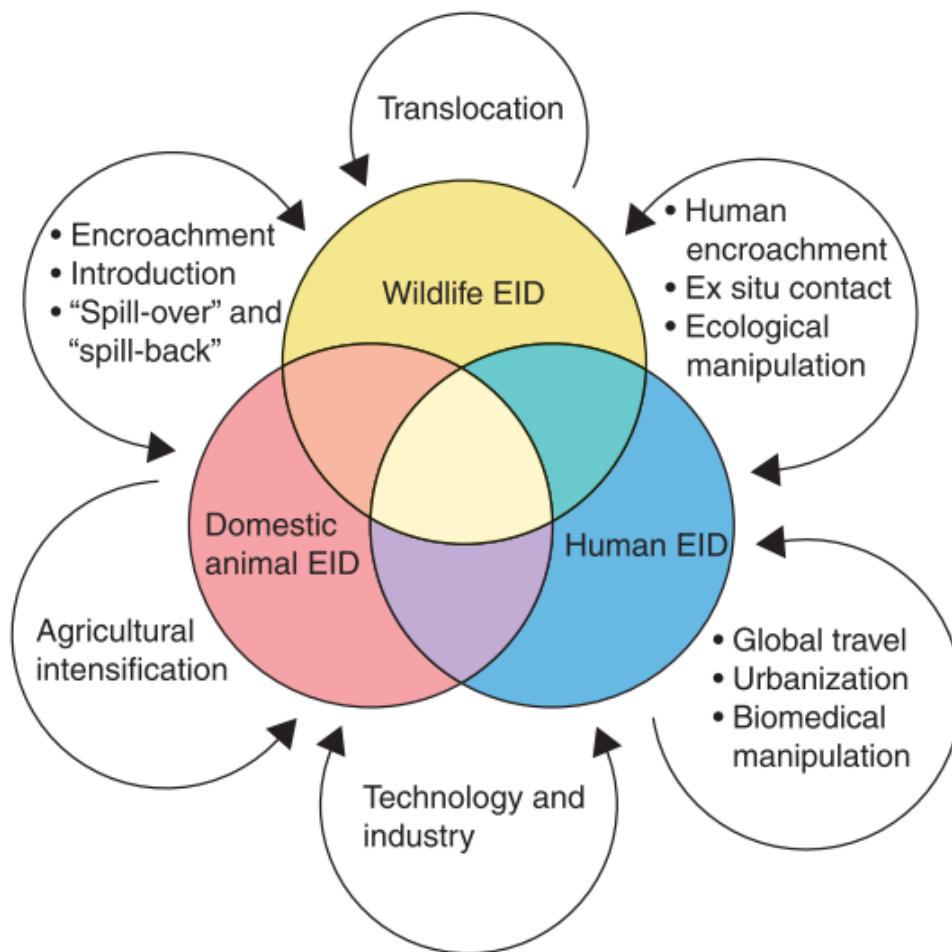 Translocation
• Encroachment
• Introduction
• “Spill-over” and
“spill-back”
• Human
encroachment
• Ex situ contact
• Ecological
manipulation
Wildlife EID
Domestic
animal EID
Human EID
Agricultural
intensification
• Global travel
• Urbanization
• Biomedical
manipulation
Technology and
industry